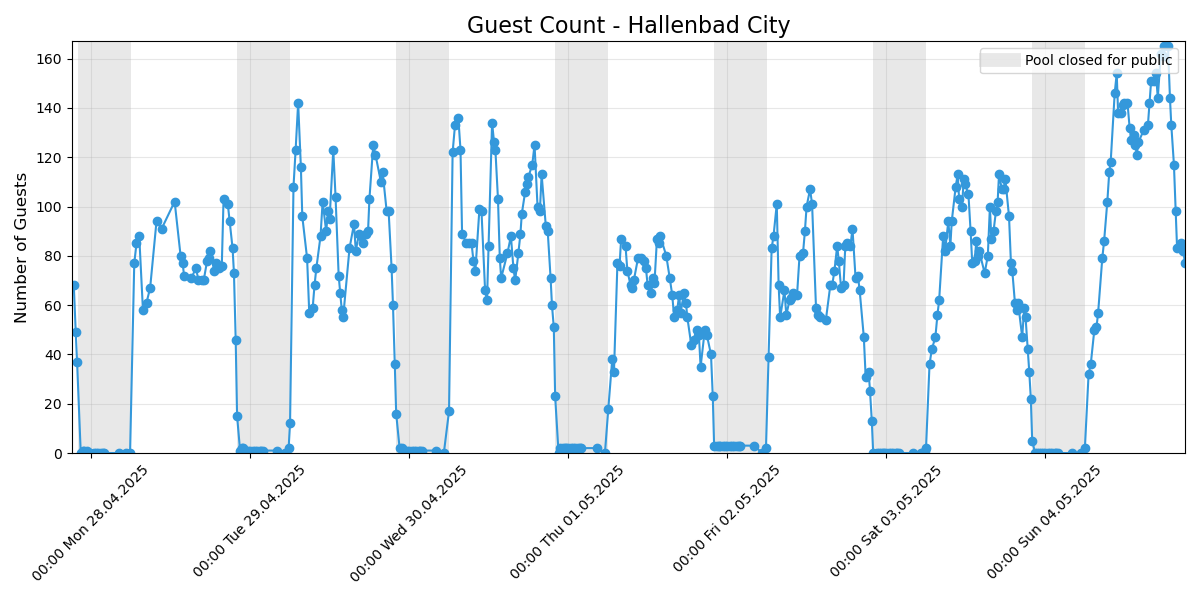 Guest Count - Hallenbad City
Pool closed for public
Number of Guests
160
140
120
100
80
60
40
20
0
00:00 Mon 28.04.2025
00:00 Tue 29.04.2025
00:00 Wed 30.04.2025
00:00 Thu 01.05.2025
00:00 Fri 02.05.2025
00:00 Sat 03.05.2025
00:00 Sun 04.05.2025